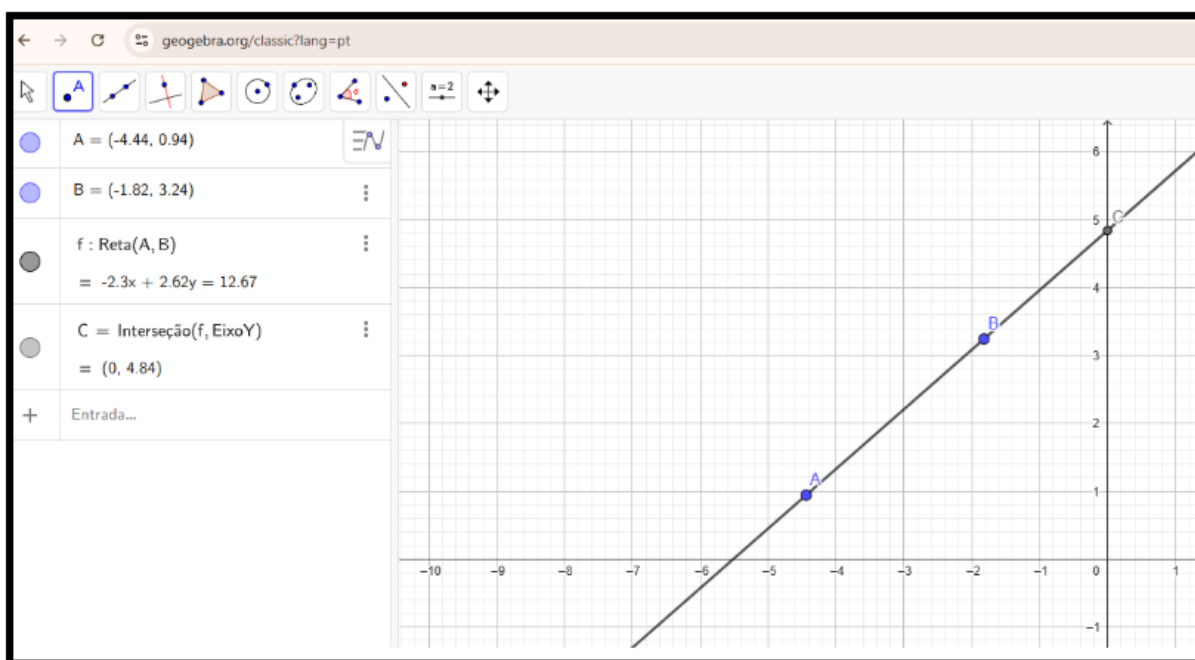 geogebra.org/classic?lang=pt
A
a=2
A = (-4.44, 0.94)
B = (-1.82, 3.24)
f : Reta(A, B)
= -2.3x + 2.62y = 12.67
C = Interseção(f, EixoY)
= (0, 4.84)
+ Entrada...
6
C
5
4
B
3
2
A
1
–10 –9 –8 –7 –6 –5 –4 –3 –2 –1 0 1
–1